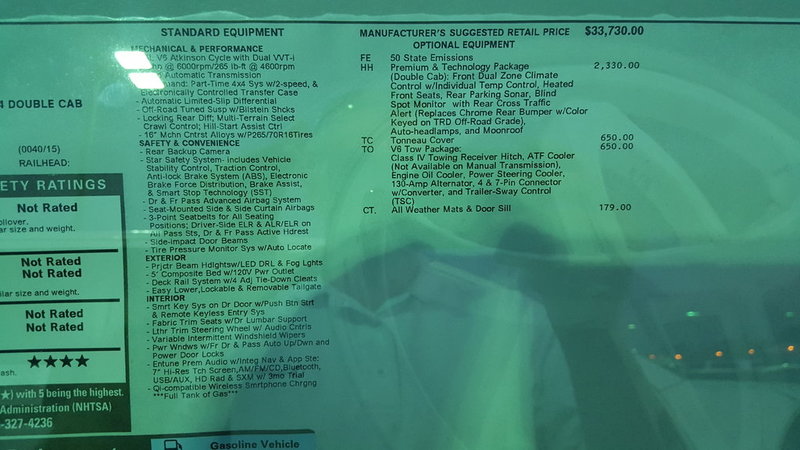 4 DOUBLE CAB
(0040/15)
RAILHEAD:
ETY RATINGS
Not Rated
ollover.
ar size and weight.
Not Rated
Not Rated
ilar size and weight.
Not Rated
Not Rated
★★★★
ash.
★) with 5 being the highest.
Administration (NHTSA)
-327-4236
STANDARD EQUIPMENT
MECHANICAL & PERFORMANCE
V6 Atkinson Cycle with Dual VVT-i
@ 6000rpm/265 lb-ft @ 4600rpm
Automatic Transmission
Part-Time 4x4 Sys w/2-speed, &
Electronically Controlled Transfer Case
- Automatic Limited-Slip Differential
- Off-Road Tuned Susp w/Bilstein Shcks
- Locking Rear Diff; Multi-Terrain Select
Crawl Control; Hill-Start Assist Ctrl
- 16" Mchn Cntrst Alloys w/P265/70R16Tires
SAFETY & CONVENIENCE
- Rear Backup Camera
- Star Safety System- includes Vehicle
Stability Control, Traction Control,
Anti-lock Brake System (ABS), Electronic
Brake Force Distribution, Brake Assist,
& Smart Stop Technology (SST)
- Dr & Fr Pass Advanced Airbag System
- Seat-Mounted Side & Side Curtain Airbags
- 3-Point Seatbelts for All Seating
Positions; Driver-Side ELR & ALR/ELR on
All Pass Sts, Dr & Fr Pass Active Hdrest
- Side-Impact Door Beams
- Tire Pressure Monitor Sys w/Auto Locate
EXTERIOR
- Prjctr Beam Hdlghtsw/LED DRL & Fog Lghts
- 5' Composite Bed w/120V Pwr Outlet
- Deck Rail System w/4 Adj Tie-Down Cleats
- Easy Lower,Lockable & Removable Tailgate
INTERIOR
- Smrt Key Sys on Dr Door w/Push Btn Strt
& Remote Keyless Entry Sys
- Fabric Trim Seats w/Dr Lumbar Support
- Lthr Trim Steering Wheel w/ Audio Cntrls
- Variable Intermittent Windshield Wipers
- Pwr Wndws w/Fr Dr & Pass Auto Up/Dwn and
Power Door Locks
- Entune Prem Audio w/Integ Nav & App Ste:
7" Hi-Res Tch Screen,AM/FM/CD,Bluetooth,
USB/AUX, HD Rad & SXM w/ 3mo Trial
- Qi-compatible Wireless Smrtphone Chrgng
***Full Tank of Gas***
Gasoline Vehicle
MANUFACTURER'S SUGGESTED RETAIL PRICE $33,730.00
OPTIONAL EQUIPMENT
FE 50 State Emissions
HH Premium & Technology Package 2,330.00
(Double Cab): Front Dual Zone Climate
Control w/Individual Temp Control, Heated
Front Seats, Rear Parking Sonar, Blind
Spot Monitor with Rear Cross Traffic
Alert (Replaces Chrome Rear Bumper w/Color
Keyed on TRD Off-Road Grade),
Auto-headlamps, and Moonroof
TC Tonneau Cover 650.00
TO V6 Tow Package: 650.00
Class IV Towing Receiver Hitch, ATF Cooler
(Not Available on Manual Transmission),
Engine Oil Cooler, Power Steering Cooler,
130-Amp Alternator, 4 & 7-Pin Connector
w/Converter, and Trailer-Sway Control
(TSC)
CT. All Weather Mats & Door Sill 179.00